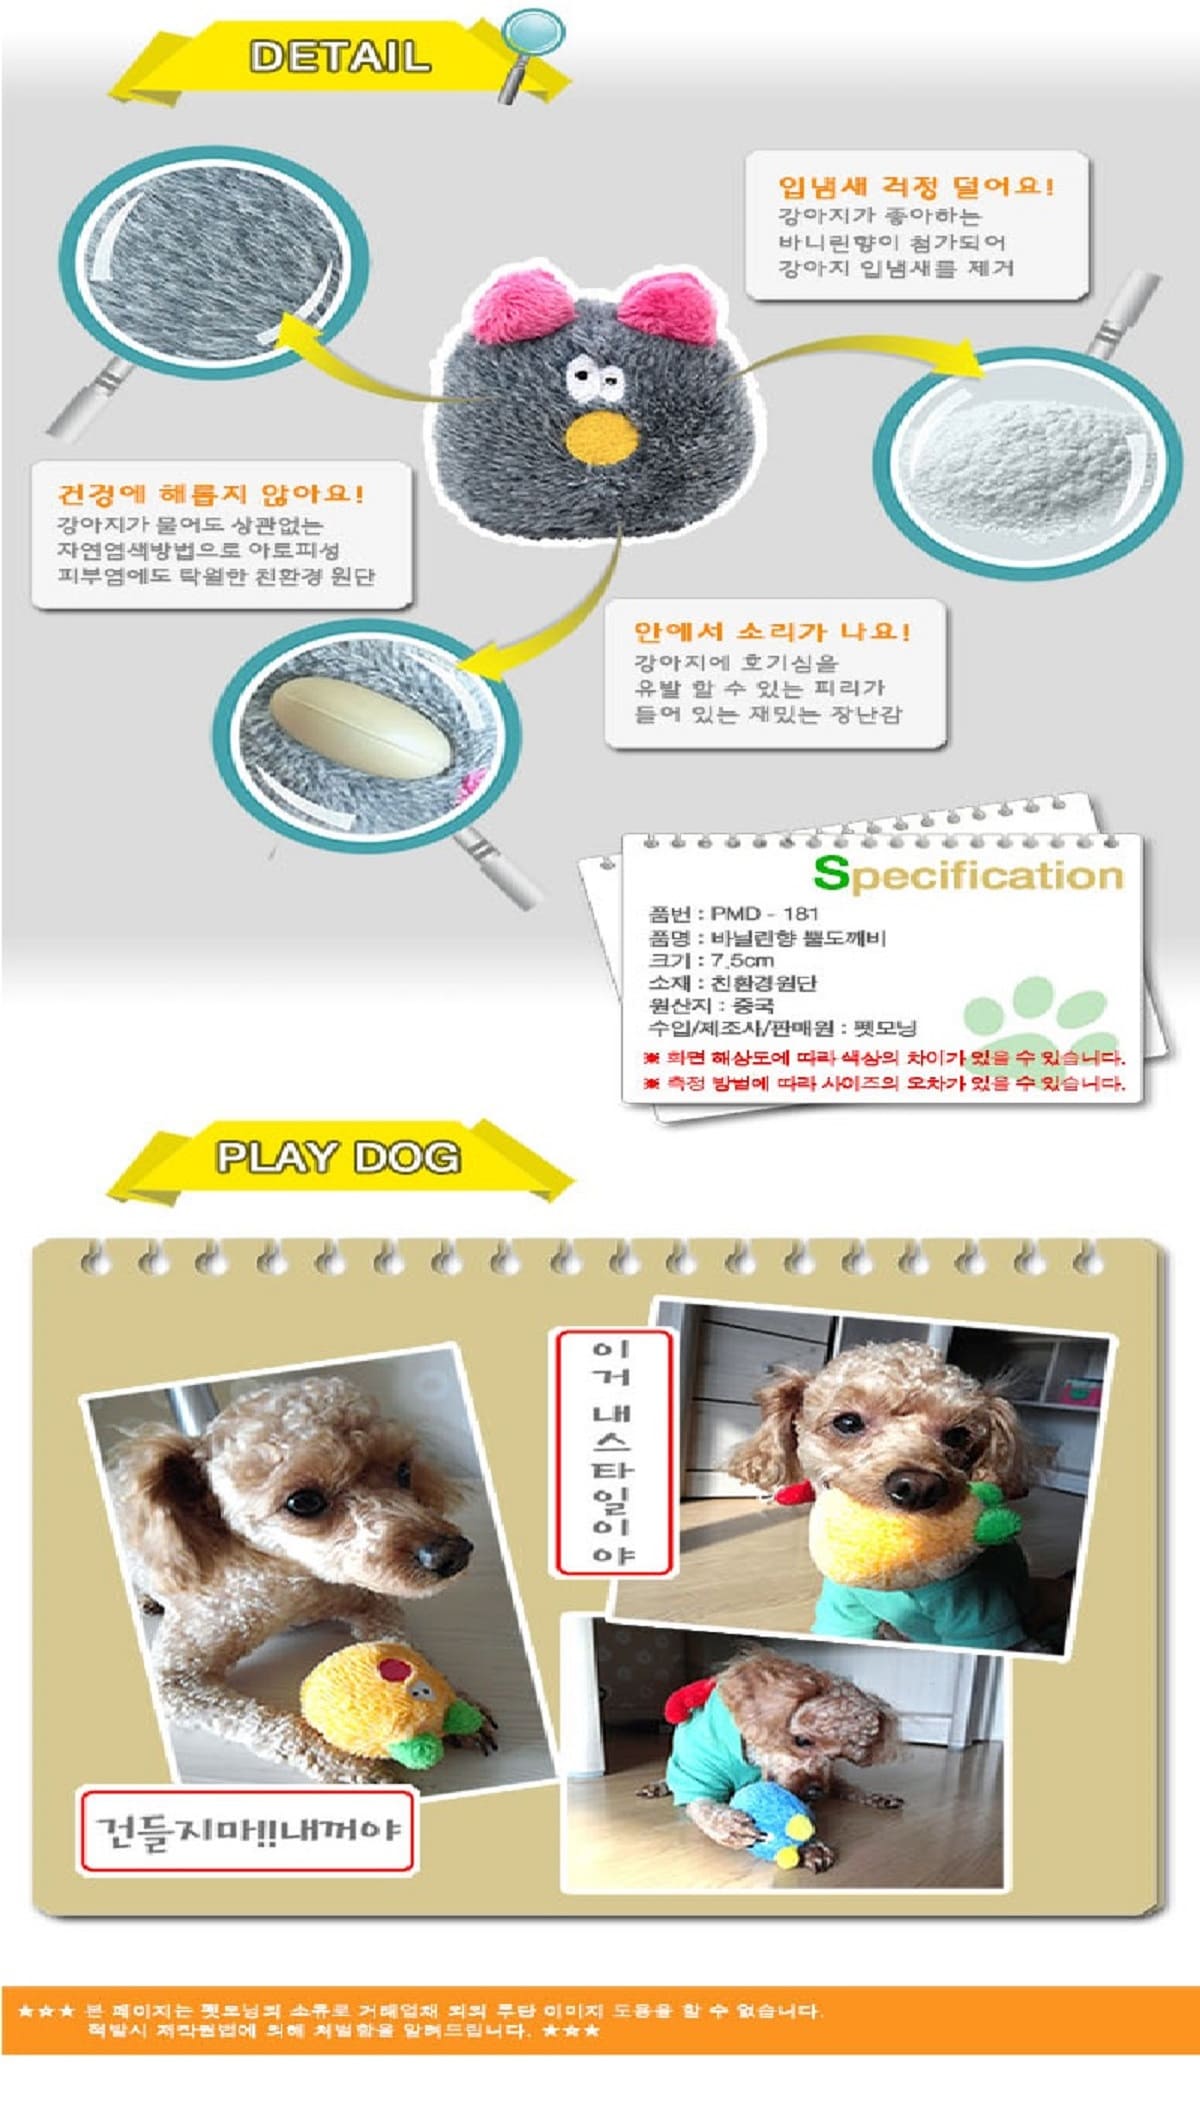 DETAIL
입냄새 걱정 덜어요!
강아지가 좋아하는
바니린향이 첨가되어
강아지 입냄새를 제거
건강에 해롭지 않아요!
강아지가 물어도 상관없는
자연염색방법으로 아토피성
피부염에도 탁월한 친환경 원단
안에서 소리가 나요!
강아지에 호기심을
유발 할 수 있는 피리가
들어 있는 재밌는 장난감
Specification
품번 : PMD - 181
품명 : 바닐린향 뿔도깨비
크기 : 7.5cm
소재 : 친환경원단
원산지 : 중국
수입/제조사/판매원 : 펫모닝
※ 화면 해상도에 따라 색상의 차이가 있을 수 있습니다.
※ 측정 방법에 따라 사이즈의 오차가 있을 수 있습니다.
PLAY DOG
이거 내스타일이야
건들지마!!내꺼야
★★★ 본 페이지는 펫모닝의 소유로 거래업체 외의 무단 이미지 도용을 할 수 없습니다.
적발시 저작권법에 의해 처벌함을 알려드립니다. ★★★